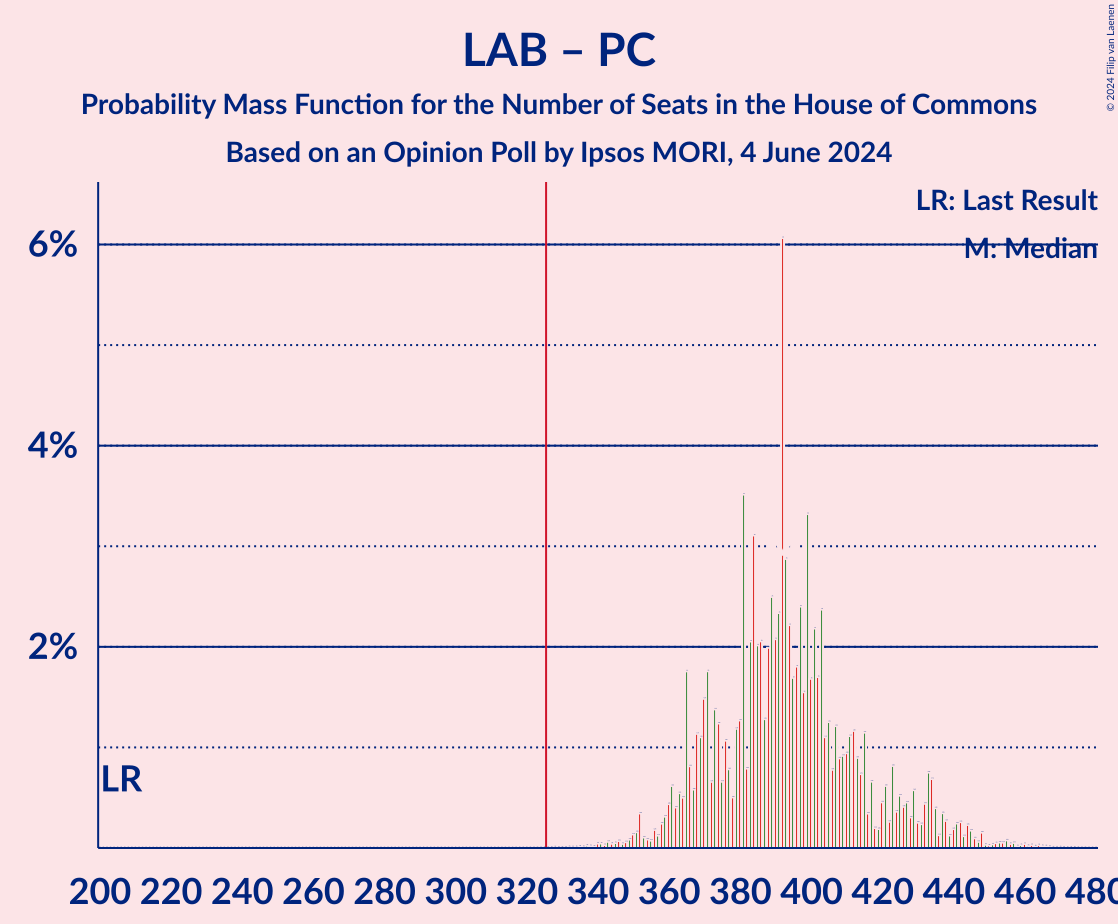 LAB – PC
Probability Mass Function for the Number of Seats in the House of Commons
Based on an Opinion Poll by Ipsos MORI, 4 June 2024
© 2024 Filip van Laenen
LR: Last Result
M: Median
6%
4%
2%
LR
200 220 240 260 280 300 320 340 360 380 400 420 440 460 480